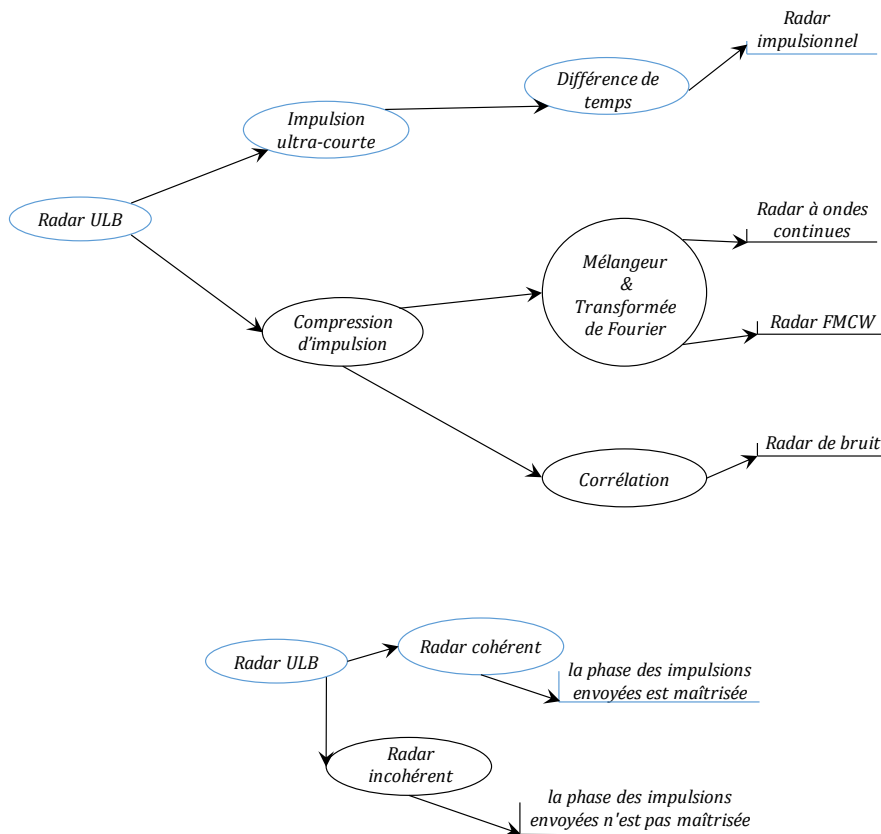 Radar
impulsionnel
Différence de
temps
Impulsion
ultra-courte
Radar ULB
Radar à ondes
continues
Mélangeur
&
Transformée
de Fourier
Compression
d'impulsion
Radar FMCW
Radar de bruit
Corrélation
Radar ULB
Radar cohérent
la phase des impulsions
envoyées est maîtrisée
Radar
incohérent
la phase des impulsions
envoyées n'est pas maîtrisée